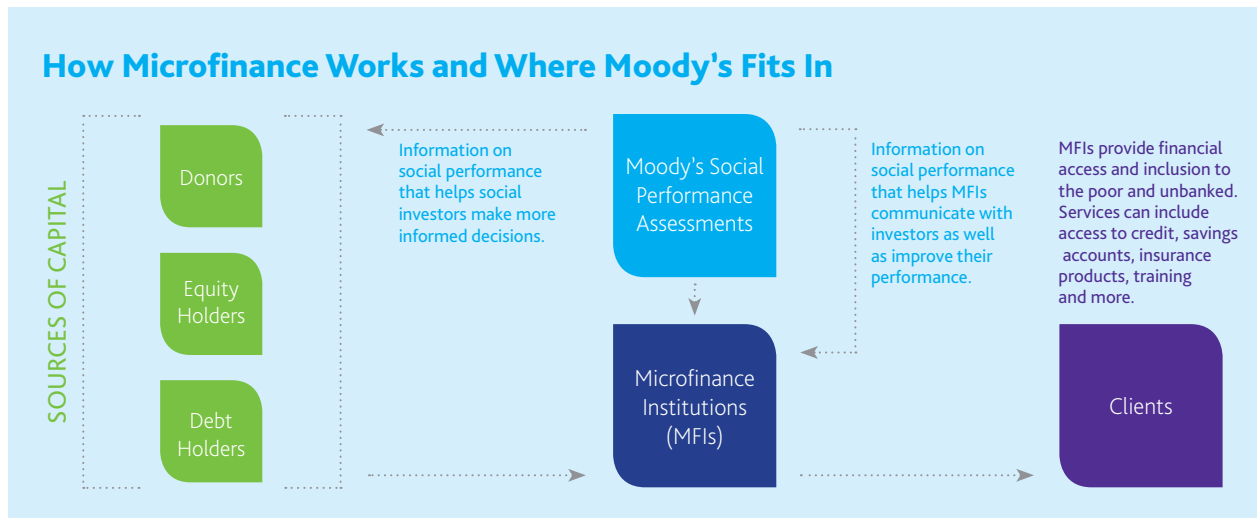 How Microfinance Works and Where Moody's Fits In
SOURCES OF CAPITAL
Donors
Equity
Holders
Debt
Holders
Information on
social performance
that helps social
investors make more
informed decisions.
Moody's Social
Performance
Assessments
Microfinance
Institutions
(MFIs)
Information on
social performance
that helps MFIs
communicate with
investors as well
as improve their
performance.
MFIs provide financial
access and inclusion to
the poor and unbanked.
Services can include
access to credit, savings
accounts, insurance
products, training
and more.
Clients